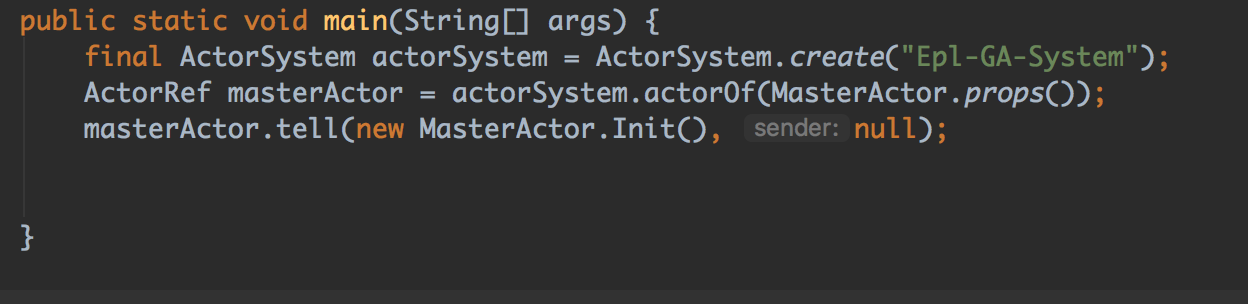 public static void main(String[] args) {
    final ActorSystem actorSystem = ActorSystem.create("Epl-GA-System");
    ActorRef masterActor = actorSystem.actorOf(MasterActor.props());
    masterActor.tell(new MasterActor.Init(), sender: null);
}